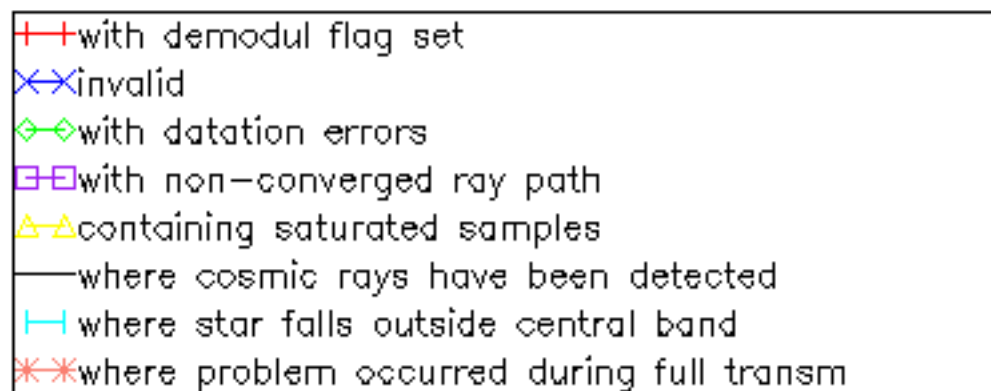 with demodul flag set
invalid
with datation errors
with non-converged ray path
containing saturated samples
where cosmic rays have been detected
where star falls outside central band
where problem occurred during full transm